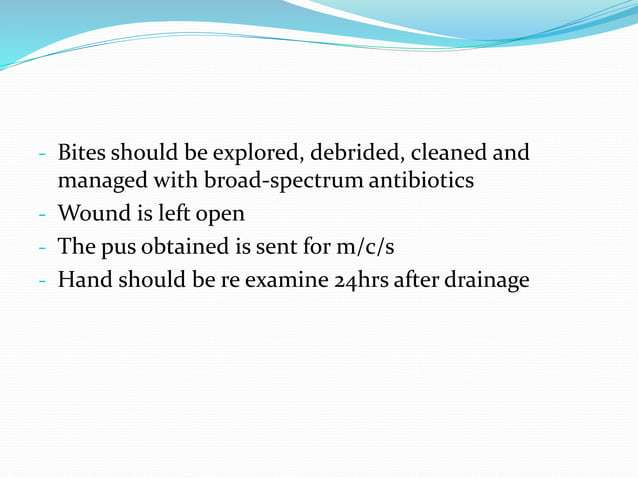 - Bites should be explored, debrided, cleaned and
managed with broad-spectrum antibiotics
- Wound is left open
- The pus obtained is sent for m/c/s
- Hand should be re examine 24hrs after drainage